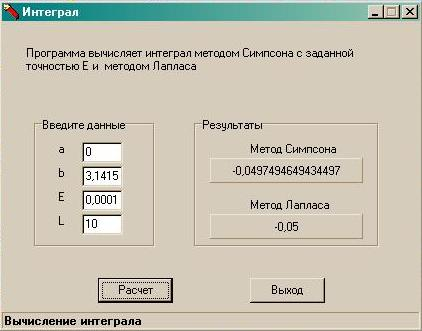 Интеграл
Программа вычисляет интеграл методом Симпсона с заданной
точностью E и методом Лапласа
Введите данные
a 0
b 3,1415
E 0,0001
L 10
Результаты
Метод Симпсона
-0,0497494649434497
Метод Лапласа
-0,05
Расчет
Выход
Вычисление интеграла